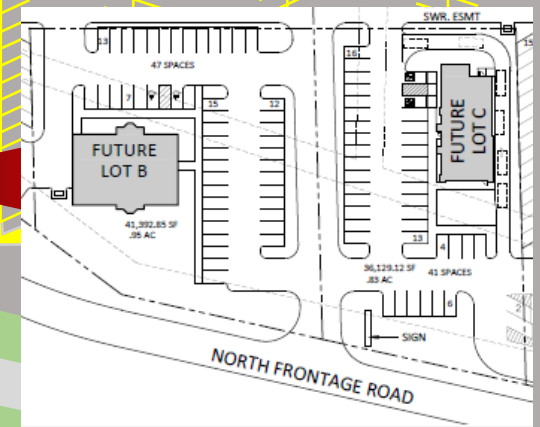 SWR. ESMT
13
16
15
47 SPACES
7
15
12
FUTURE
LOT B
FUTURE
LOT C
41,392.85 SF
.95 AC
13
4
36,129.12 SF
.83 AC
41 SPACES
6
SIGN
NORTH FRONTAGE ROAD